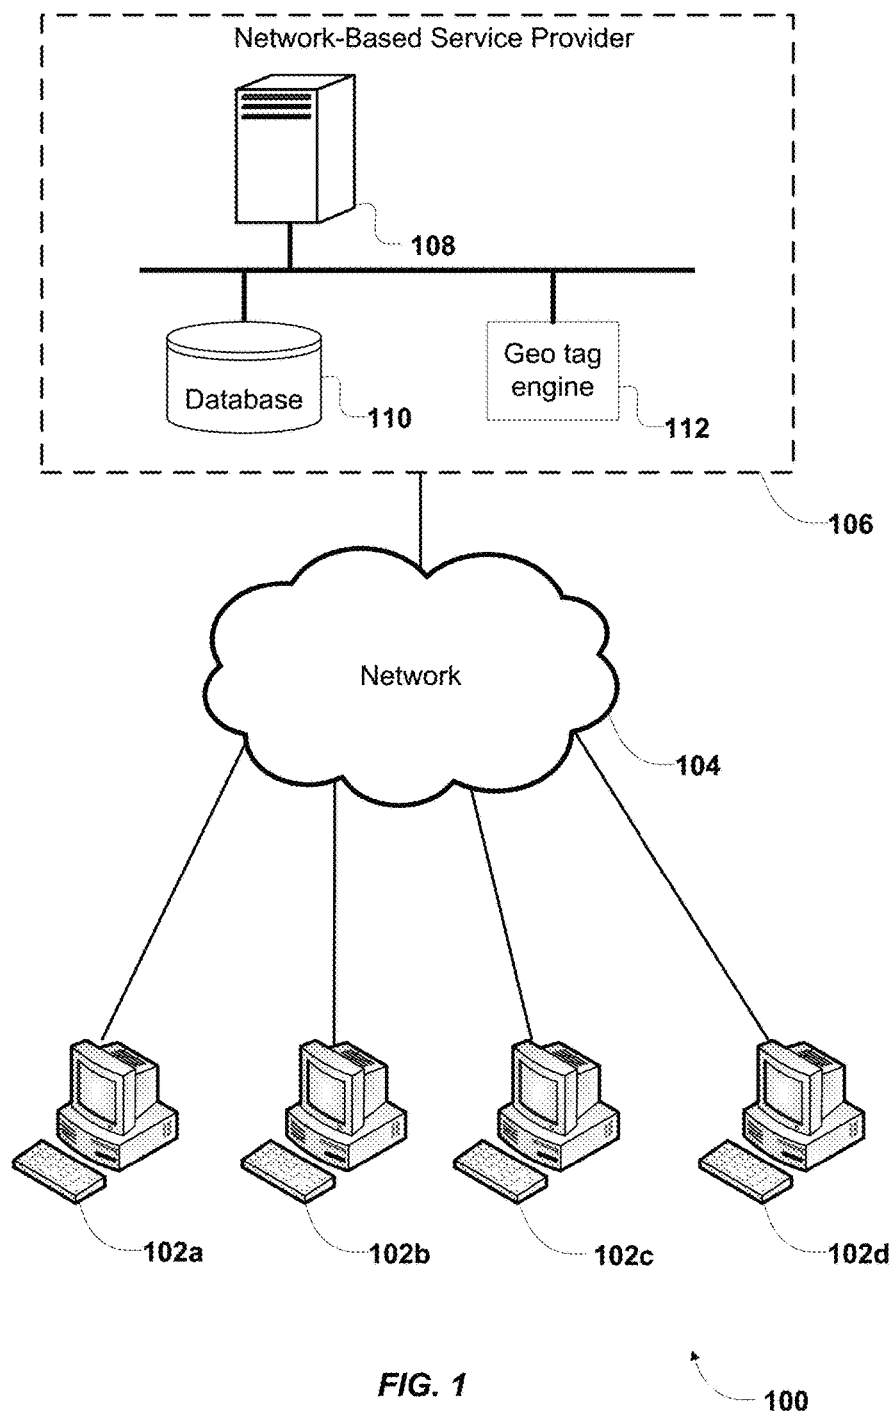 Network-Based Service Provider
108
Database
110
Geo tag
engine
112
106
Network
104
102a
102b
102c
102d
FIG. 1
100